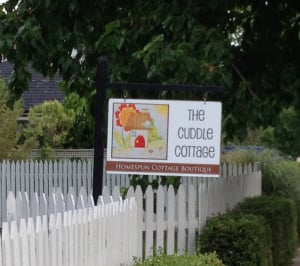 THE
CUDDLE
COTTAGE
HOMESPUN COTTAGE BOUTIQUE